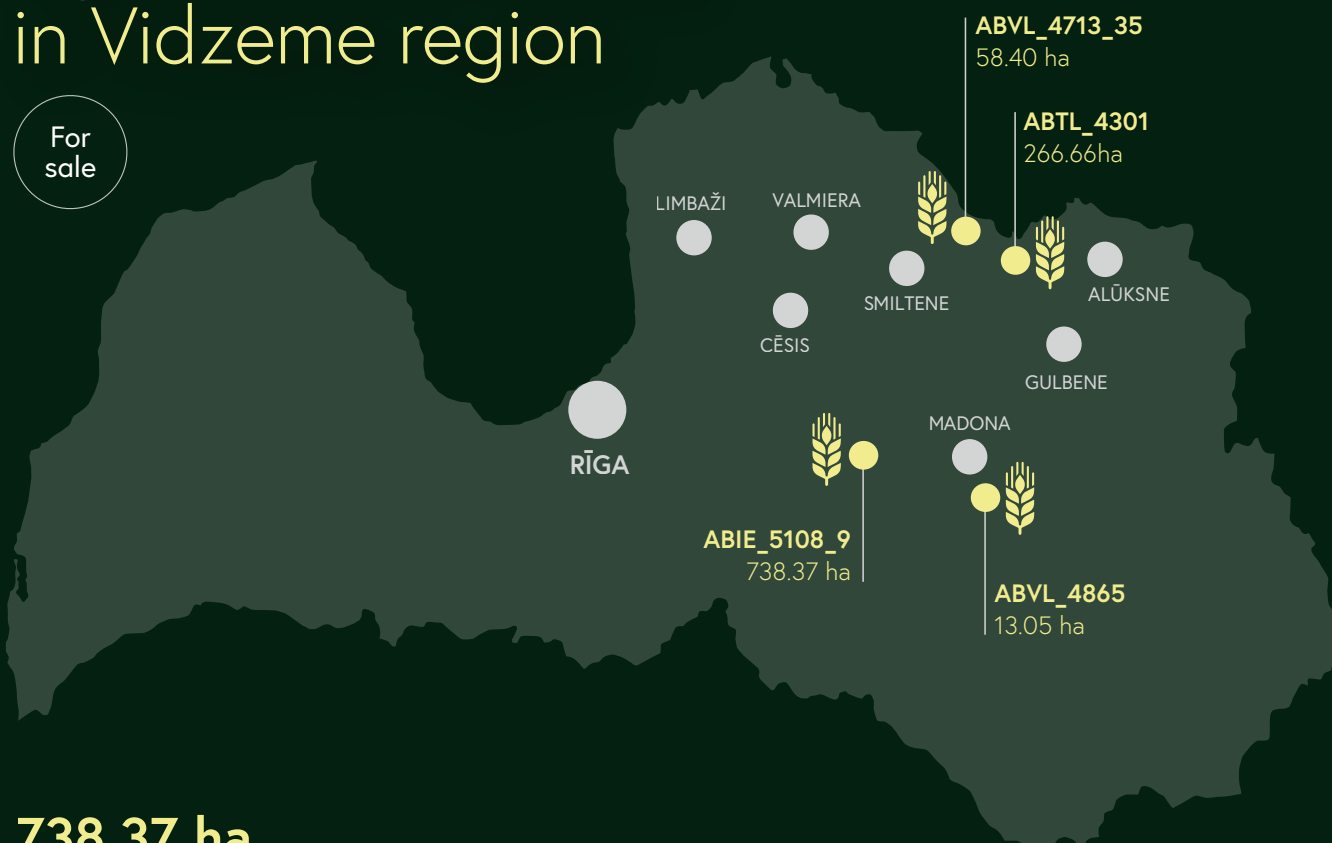 in Vidzeme region
For
sale
ABVL_4713_35
58.40 ha
ABTL_4301
266.66ha
LIMBAŽI
VALMIERA
SMILTENE
ALŪKSNE
CĒSIS
GULBENE
RĪGA
MADONA
ABIE_5108_9
738.37 ha
ABVL_4865
13.05 ha
738.37 ha